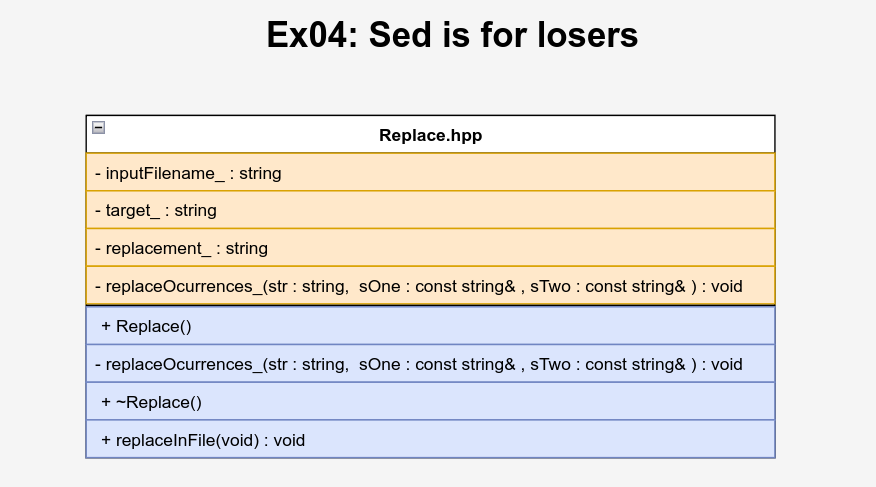 Ex04: Sed is for losers
Replace.hpp
- inputFilename_ : string
- target_ : string
- replacement_ : string
- replaceOcurrences_(str : string,  sOne : const string& , sTwo : const string& ) : void
+ Replace()
- replaceOcurrences_(str : string,  sOne : const string& , sTwo : const string& ) : void
+ ~Replace()
+ replaceInFile(void) : void